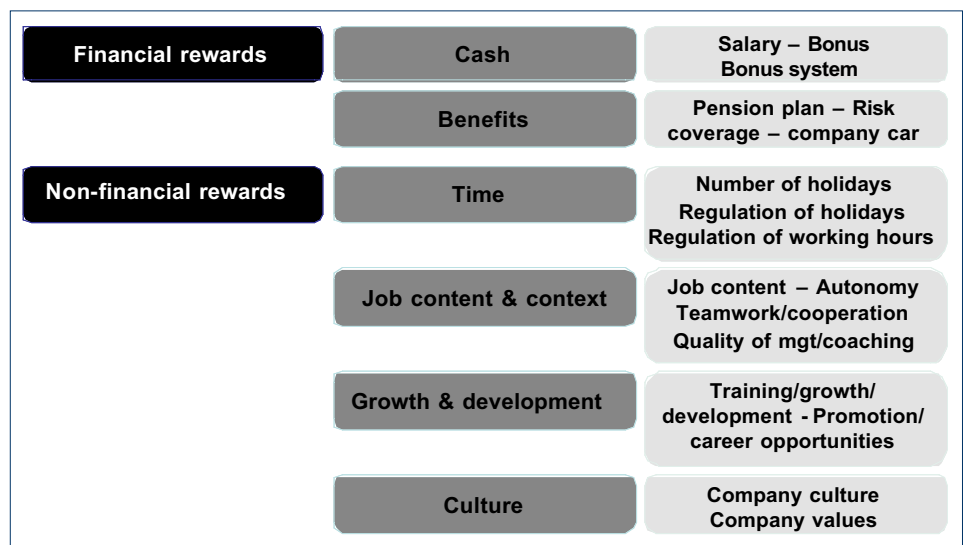 Financial rewards
Cash
Salary – Bonus
Bonus system
Benefits
Pension plan – Risk
coverage – company car
Non-financial rewards
Time
Number of holidays
Regulation of holidays
Regulation of working hours
Job content & context
Job content – Autonomy
Teamwork/cooperation
Quality of mgt/coaching
Growth & development
Training/growth/
development - Promotion/
career opportunities
Culture
Company culture
Company values